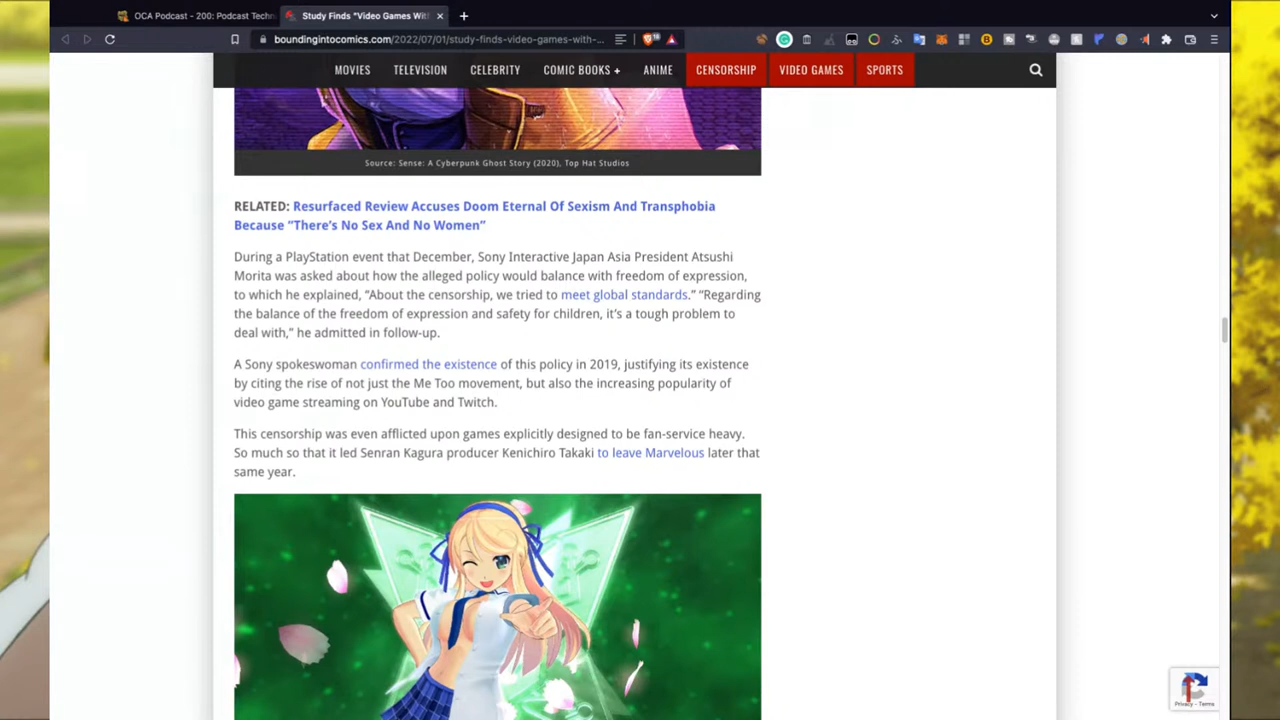 OCA Podcast - 200: Podcast Techn
Study Finds "Video Games With
boundingintocomics.com/2022/07/01/study-finds-video-games-with-...
18
MOVIES TELEVISION CELEBRITY COMIC BOOKS + ANIME CENSORSHIP VIDEO GAMES SPORTS
Source: Sense: A Cyberpunk Ghost Story (2020), Top Hat Studios
RELATED: Resurfaced Review Accuses Doom Eternal Of Sexism And Transphobia
Because “There’s No Sex And No Women”
During a PlayStation event that December, Sony Interactive Japan Asia President Atsushi
Morita was asked about how the alleged policy would balance with freedom of expression,
to which he explained, “About the censorship, we tried to meet global standards.” “Regarding
the balance of the freedom of expression and safety for children, it’s a tough problem to
deal with,” he admitted in follow-up.
A Sony spokeswoman confirmed the existence of this policy in 2019, justifying its existence
by citing the rise of not just the Me Too movement, but also the increasing popularity of
video game streaming on YouTube and Twitch.
This censorship was even afflicted upon games explicitly designed to be fan-service heavy.
So much so that it led Senran Kagura producer Kenichiro Takaki to leave Marvelous later that
same year.
Privacy - Terms